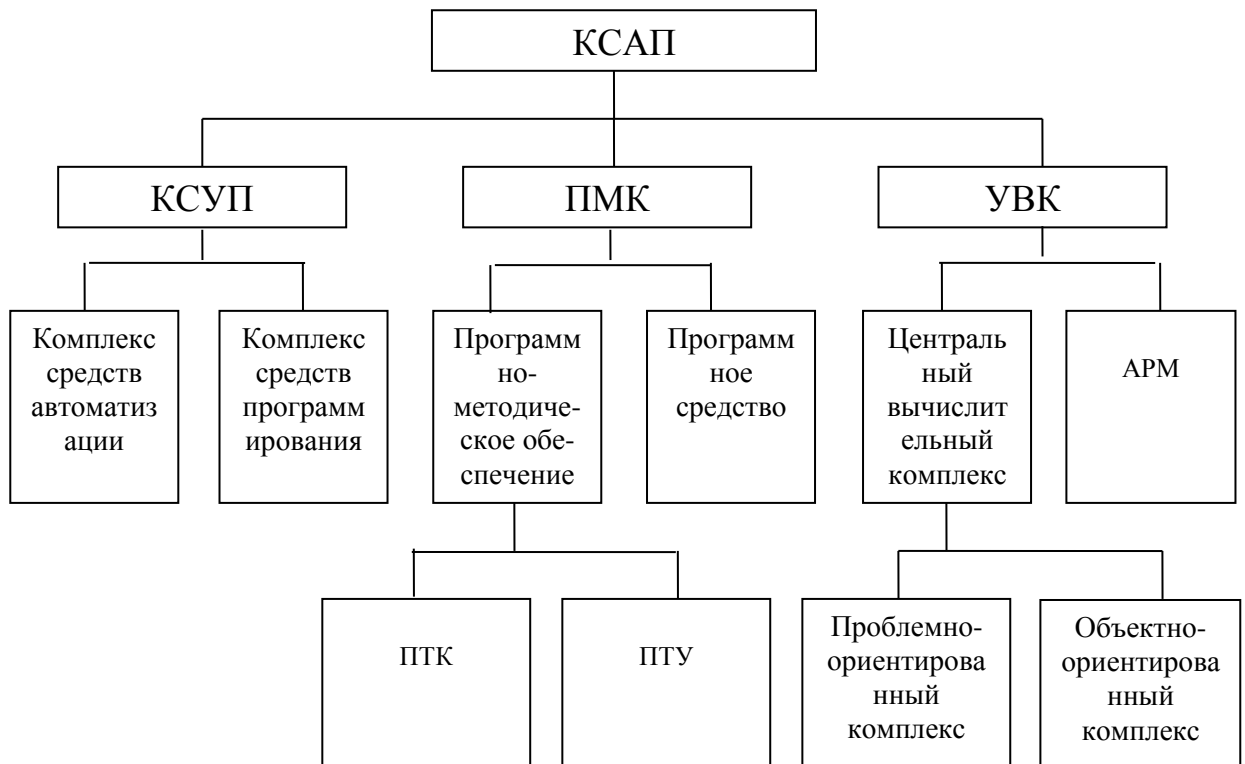 КСАП
КСУП
ПМК
УВК
Комплекс
средств
автоматиз
ации
Комплекс
средств
программ
ирования
Программ
но-
методиче-
ское обе-
спечение
Программ
ное
средство
Централь
ный
вычислит
ельный
комплекс
АРМ
ПТК
ПТУ
Проблемно-
ориентирова
нный
комплекс
Объектно-
ориентирова
нный
комплекс